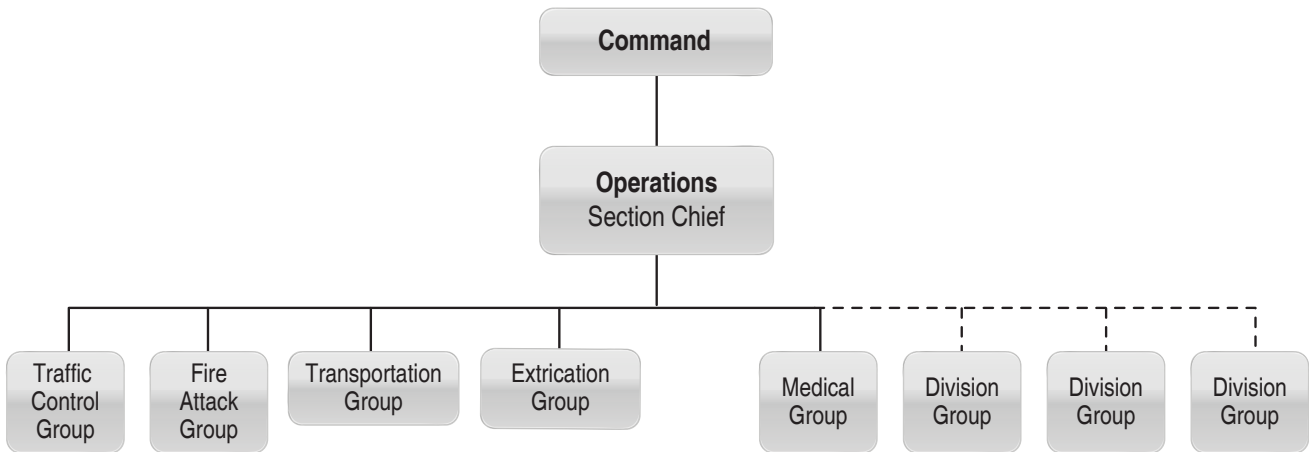 Command
Operations
Section Chief
Traffic
Control
Group
Fire
Attack
Group
Transportation
Group
Extrication
Group
Medical
Group
Division
Group
Division
Group
Division
Group